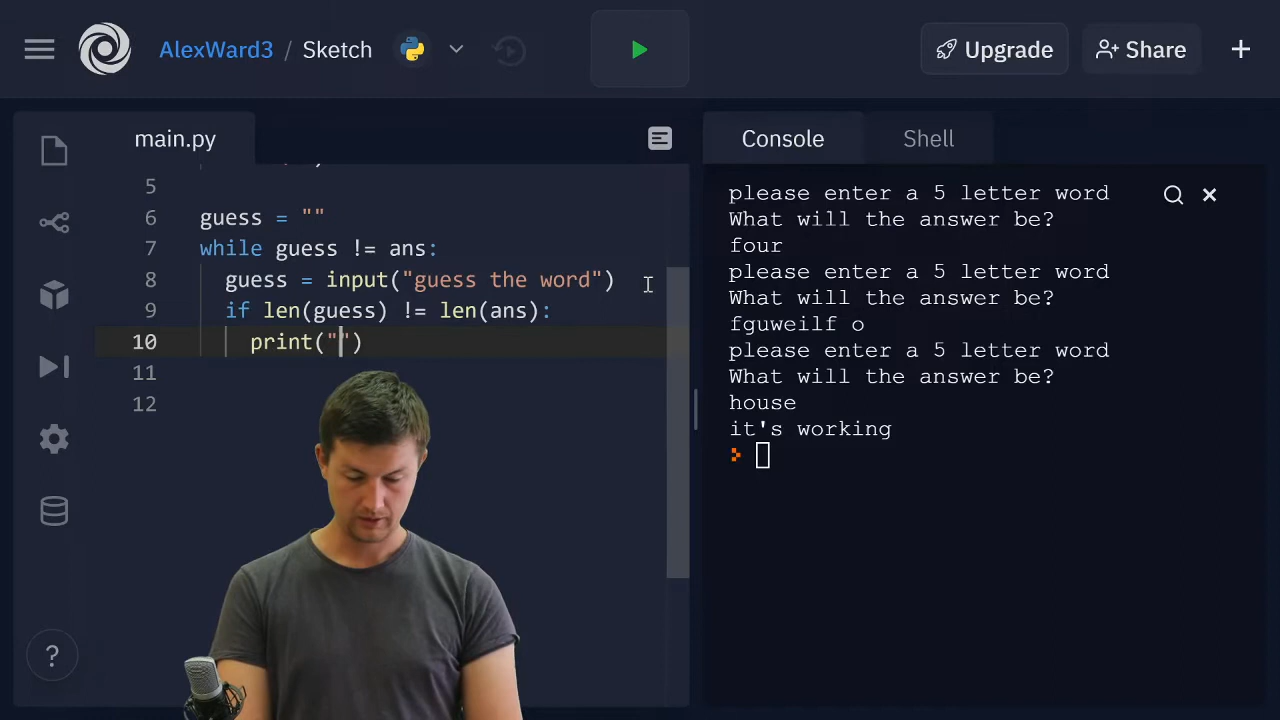 AlexWard3 / Sketch
Upgrade
Share
main.py
5
6 guess = ""
7 while guess != ans:
8 guess = input("guess the word")
9 if len(guess) != len(ans):
10 print("")
11
12
?
Console
Shell
please enter a 5 letter word
What will the answer be?
four
please enter a 5 letter word
What will the answer be?
fguweilf o
please enter a 5 letter word
What will the answer be?
house
it's working